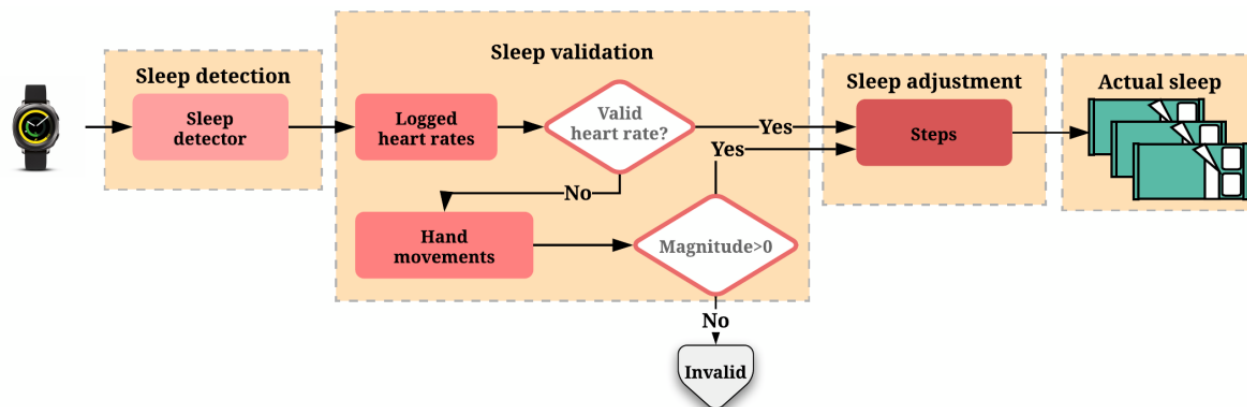 Sleep detection
Sleep
detector
Sleep validation
Logged
heart rates
Valid
heart rate?
Yes
No
Hand
movements
Magnitude>0
Yes
No
Invalid
Sleep adjustment
Steps
Actual sleep